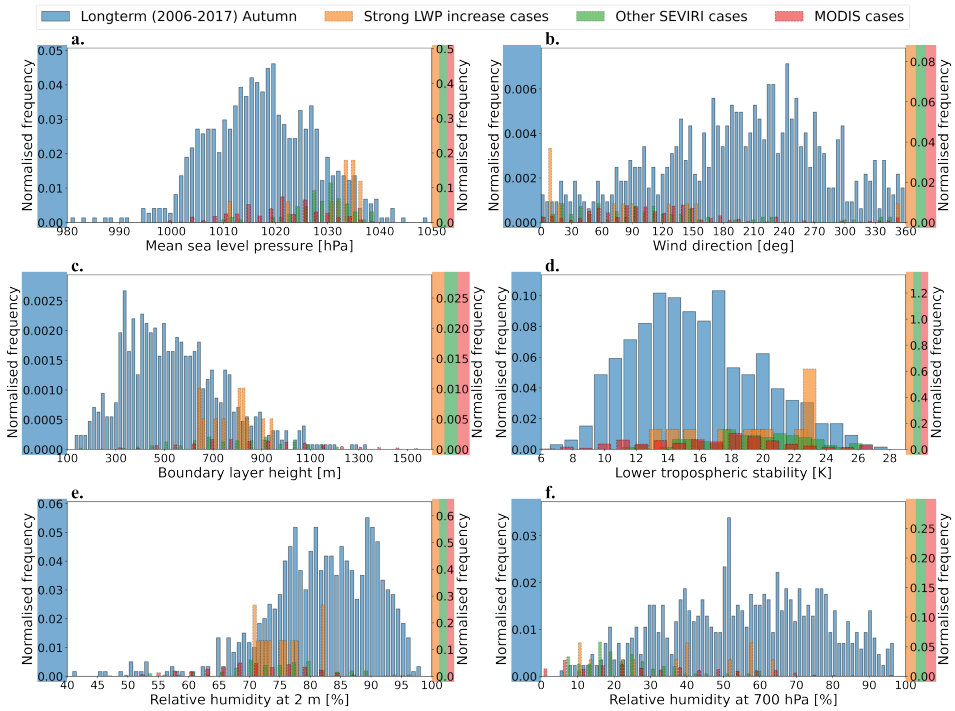 Longterm (2006-2017) Autumn Strong LWP increase cases Other SEVIRI cases MODIS cases
a.
Normalised frequency
0.05
0.04
0.03
0.02
0.01
0.00
0.5
0.4
0.3
0.2
0.1
0.0
Normalised frequency
980 990 1000 1010 1020 1030 1040 1050
Mean sea level pressure [hPa]
b.
Normalised frequency
0.006
0.004
0.002
0.000
0.08
0.06
0.04
0.02
0.00
Normalised frequency
0 30 60 90 120 150 180 210 240 270 300 330 360
Wind direction [deg]
c.
Normalised frequency
0.0025
0.0020
0.0015
0.0010
0.0005
0.0000
0.025
0.020
0.015
0.010
0.005
0.000
Normalised frequency
100 300 500 700 900 1100 1300 1500
Boundary layer height [m]
d.
Normalised frequency
0.10
0.08
0.06
0.04
0.02
0.00
1.2
1.0
0.8
0.6
0.4
0.2
0.0
Normalised frequency
6 8 10 12 14 16 18 20 22 24 26 28
Lower tropospheric stability [K]
e.
Normalised frequency
0.06
0.05
0.04
0.03
0.02
0.01
0.00
0.6
0.5
0.4
0.3
0.2
0.1
0.0
Normalised frequency
40 45 50 55 60 65 70 75 80 85 90 95 100
Relative humidity at 2 m [%]
f.
Normalised frequency
0.03
0.02
0.01
0.00
0.25
0.20
0.15
0.10
0.05
0.00
Normalised frequency
0 10 20 30 40 50 60 70 80 90 100
Relative humidity at 700 hPa [%]